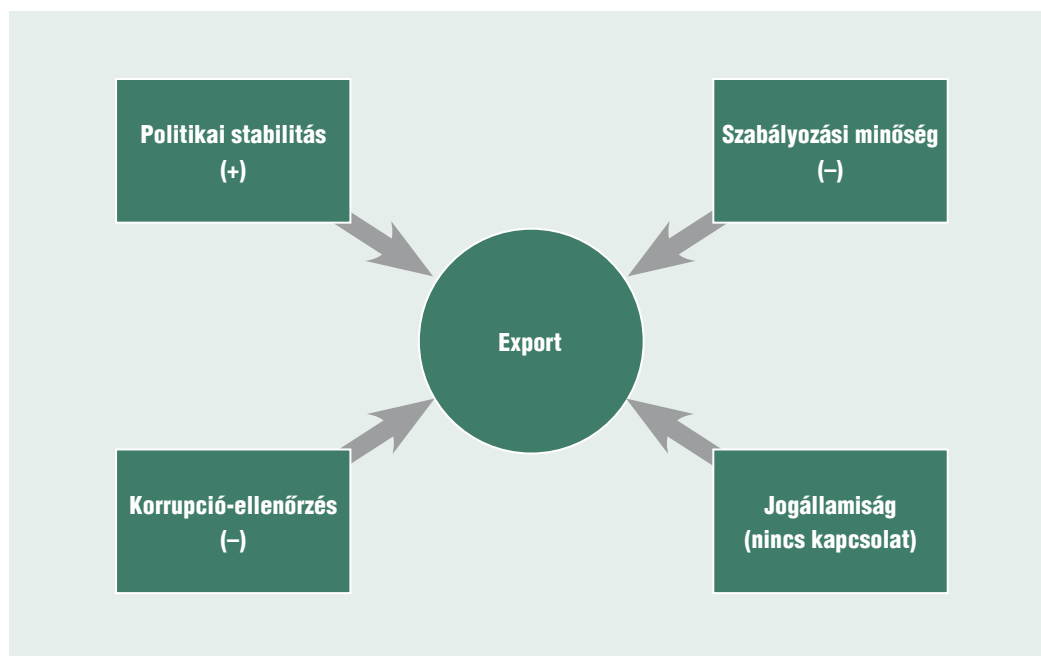 Politikai stabilitás
(+)
Szabályozási minőség
(–)
Export
Korrupció-ellenőrzés
(–)
Jogállamiság
(nincs kapcsolat)